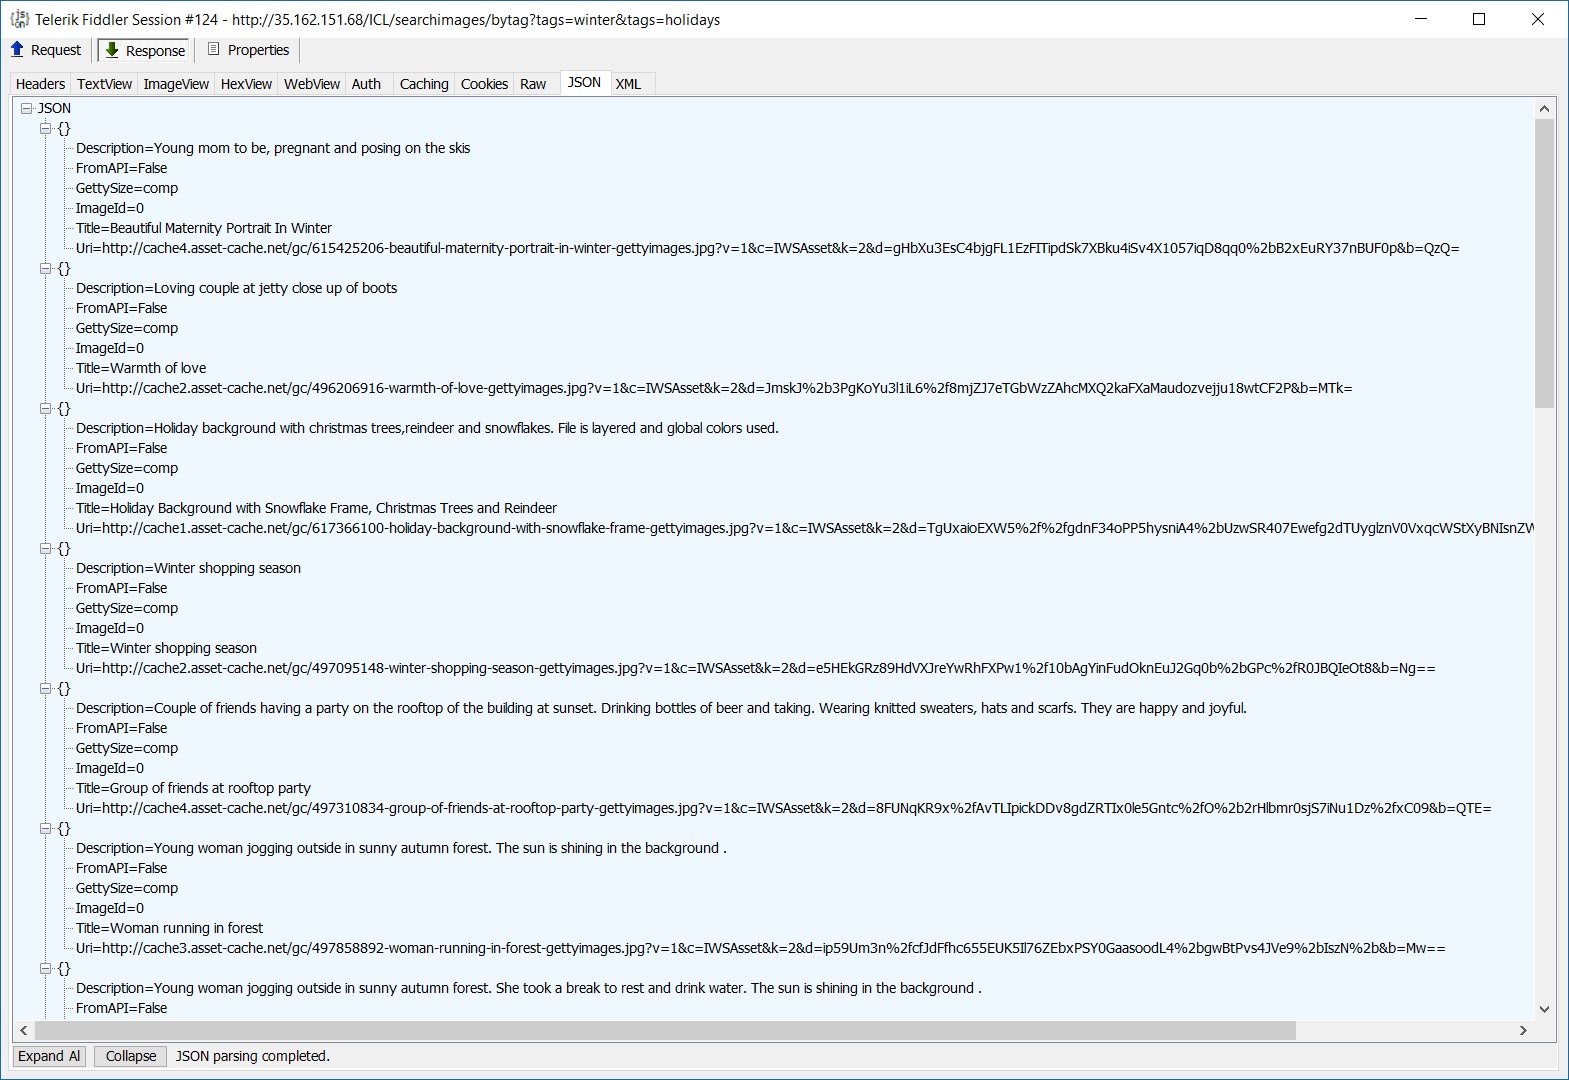 Telerik Fiddler Session #124 - http://35.162.151.68/ICL/searchimages/bytag?tags=winter&tags=holidays
Request Response Properties
Headers TextView ImageView HexView WebView Auth Caching Cookies Raw JSON XML
JSON
{}
Description=Young mom to be, pregnant and posing on the skis
FromAPI=False
GettySize=comp
ImageId=0
Title=Beautiful Maternity Portrait In Winter
Uri=http://cache4.asset-cache.net/gc/615425206-beautiful-maternity-portrait-in-winter-gettyimages.jpg?v=1&c=IWSAsset&k=2&d=gHbXu3EsC4bjgFL1EzFITipdSk7XBku4iSv4X1057iqD8qq0%2bB2xEuRY37nBUF0p&b=QzQ=
{}
Description=Loving couple at jetty close up of boots
FromAPI=False
GettySize=comp
ImageId=0
Title=Warmth of love
Uri=http://cache2.asset-cache.net/gc/496206916-warmth-of-love-gettyimages.jpg?v=1&c=IWSAsset&k=2&d=JmskJ%2b3PgKoYu3l1iL6%2f8mjZJ7eTGbWzZAhcMXQ2kaFXaMaudozvejju18wtCF2P&b=MTk=
{}
Description=Holiday background with christmas trees,reindeer and snowflakes. File is layered and global colors used.
FromAPI=False
GettySize=comp
ImageId=0
Title=Holiday Background with Snowflake Frame, Christmas Trees and Reindeer
Uri=http://cache1.asset-cache.net/gc/617366100-holiday-background-with-snowflake-frame-gettyimages.jpg?v=1&c=IWSAsset&k=2&d=TgUxaioEXW5%2f%2fgdnF34oPP5hysniA4%2bUzwSR407Ewefg2dTUyglznV0VxqcWStXyBNIsnZW
{}
Description=Winter shopping season
FromAPI=False
GettySize=comp
ImageId=0
Title=Winter shopping season
Uri=http://cache2.asset-cache.net/gc/497095148-winter-shopping-season-gettyimages.jpg?v=1&c=IWSAsset&k=2&d=e5HEkGRz89HdVXJreYwRhFXPw1%2f10bAgYinFudOknEuJ2Gq0b%2bGPc%2fR0JBQIeOt8&b=Ng==
{}
Description=Couple of friends having a party on the rooftop of the building at sunset. Drinking bottles of beer and taking. Wearing knitted sweaters, hats and scarfs. They are happy and joyful.
FromAPI=False
GettySize=comp
ImageId=0
Title=Group of friends at rooftop party
Uri=http://cache4.asset-cache.net/gc/497310834-group-of-friends-at-rooftop-party-gettyimages.jpg?v=1&c=IWSAsset&k=2&d=8FUNqKR9x%2fAvTLIpickDDv8gdZRTIx0le5Gntc%2fO%2b2rHlbmr0sjS7iNu1Dz%2fxC09&b=QTE=
{}
Description=Young woman jogging outside in sunny autumn forest. The sun is shining in the background .
FromAPI=False
GettySize=comp
ImageId=0
Title=Woman running in forest
Uri=http://cache3.asset-cache.net/gc/497858892-woman-running-in-forest-gettyimages.jpg?v=1&c=IWSAsset&k=2&d=ip59Um3n%2fcfJdFfhc655EUK5Il76ZEbxPSY0GaasoodL4%2bgwBtPvs4JVe9%2bIszN%2b&b=Mw==
{}
Description=Young woman jogging outside in sunny autumn forest. She took a break to rest and drink water. The sun is shining in the background .
FromAPI=False
Expand Al Collapse JSON parsing completed.